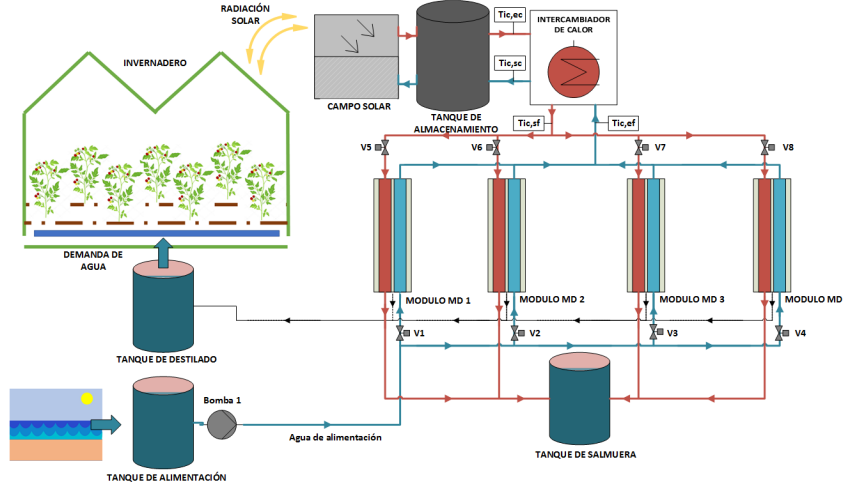 RADIACIÓN
SOLAR
INVERNADERO
CAMPO SOLAR
TANQUE DE
ALMACENAMIENTO
Tic,ec
Tic,sc
INTERCAMBIADOR
DE CALOR
Tic,sf
Tic,ef
V5
V6
V7
V8
DEMANDA DE
AGUA
MODULO MD 1
MODULO MD 2
MODULO MD 3
MODULO MD
V1
V2
V3
V4
TANQUE DE DESTILADO
Bomba 1
Agua de alimentación
TANQUE DE SALMUERA
TANQUE DE ALIMENTACIÓN